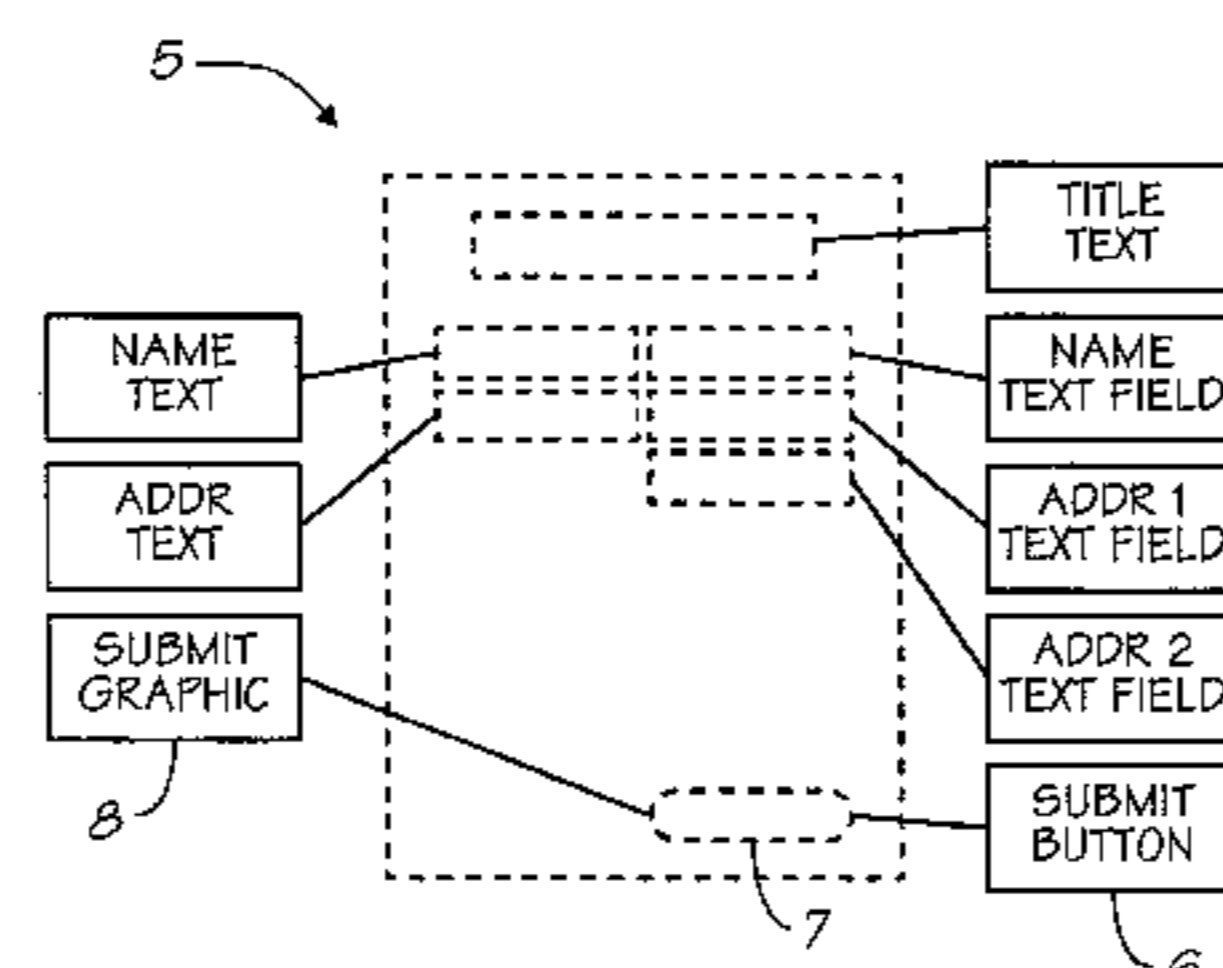 5
TITLE
TEXT
NAME
TEXT
NAME
TEXT FIELD
ADDR
TEXT
ADDR 1
TEXT FIELD
SUBMIT
GRAPHIC
ADDR 2
TEXT FIELD
8
SUBMIT
BUTTON
7
6